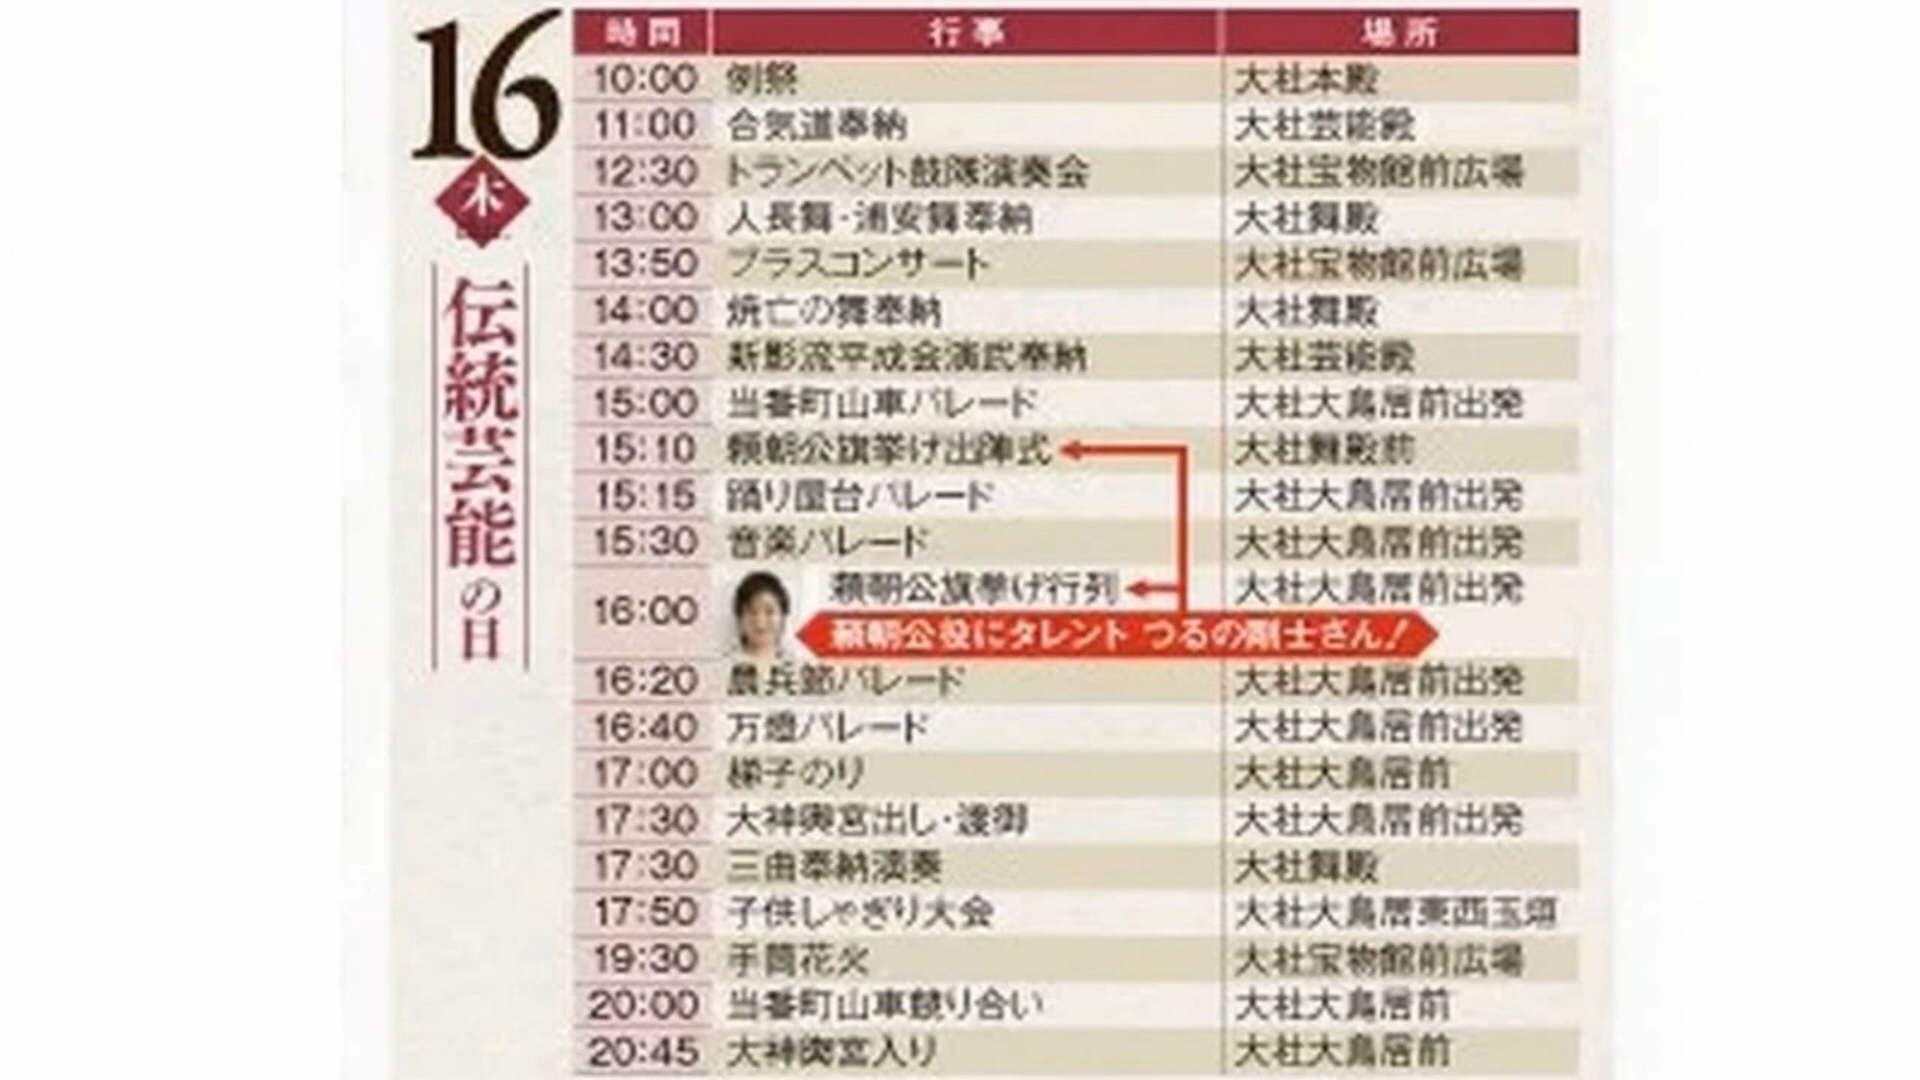 16
木
伝統芸能の日
時間 行事 場所
10:00 例祭 大社本殿
11:00 合気道奉納 大社芸能殿
12:30 トランペット鼓隊演奏会 大社宝物館前広場
13:00 人長舞・浦安舞奉納 大社舞殿
13:50 ブラスコンサート 大社宝物館前広場
14:00 焼亡の舞奉納 大社舞殿
14:30 新影流平成会演武奉納 大社芸能殿
15:00 当番町山車パレード 大社大鳥居前出発
15:10 頼朝公旗挙げ出陣式 大社舞殿前
15:15 踊り屋台パレード 大社大鳥居前出発
15:30 音楽パレード 大社大鳥居前出発
16:00 頼朝公旗挙げ行列 大社大鳥居前出発
頼朝公役にタレント つるの剛士さん!
16:20 農兵節パレード 大社大鳥居前出発
16:40 万燈パレード 大社大鳥居前出発
17:00 梯子のり 大社大鳥居前
17:30 大神輿宮出し・渡御 大社大鳥居前出発
17:30 三曲奉納演奏 大社舞殿
17:50 子供しゃぎり大会 大社大鳥居東西玉垣
19:30 手筒花火 大社宝物館前広場
20:00 当番町山車競り合い 大社大鳥居前
20:45 大神輿宮入り 大社大鳥居前